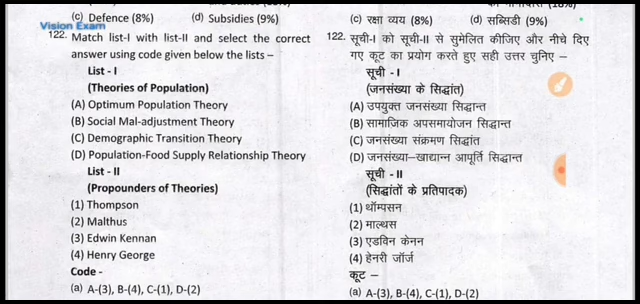 (c) Defence (8%) (d) Subsidies (9%)
Vision Exam
122. Match list-I with list-II and select the correct
answer using code given below the lists –
List - I
(Theories of Population)
(A) Optimum Population Theory
(B) Social Mal-adjustment Theory
(C) Demographic Transition Theory
(D) Population-Food Supply Relationship Theory
List - II
(Propounders of Theories)
(1) Thompson
(2) Malthus
(3) Edwin Kennan
(4) Henry George
Code -
(a) A-(3), B-(4), C-(1), D-(2)
(c) रक्षा व्यय (8%) (d) सब्सिडी (9%)
122. सूची-I को सूची-II से सुमेलित कीजिए और नीचे दिए
गए कूट का प्रयोग करते हुए सही उत्तर चुनिए –
सूची - I
(जनसंख्या के सिद्धांत)
(A) उपयुक्त जनसंख्या सिद्धान्त
(B) सामाजिक अपसमायोजन सिद्धान्त
(C) जनसंख्या संक्रमण सिद्धांत
(D) जनसंख्या–खाद्यान्न आपूर्ति सिद्धान्त
सूची - II
(सिद्धांतों के प्रतिपादक)
(1) थॉम्पसन
(2) माल्थस
(3) एडविन केनन
(4) हेनरी जॉर्ज
कूट –
(a) A-(3), B-(4), C-(1), D-(2)